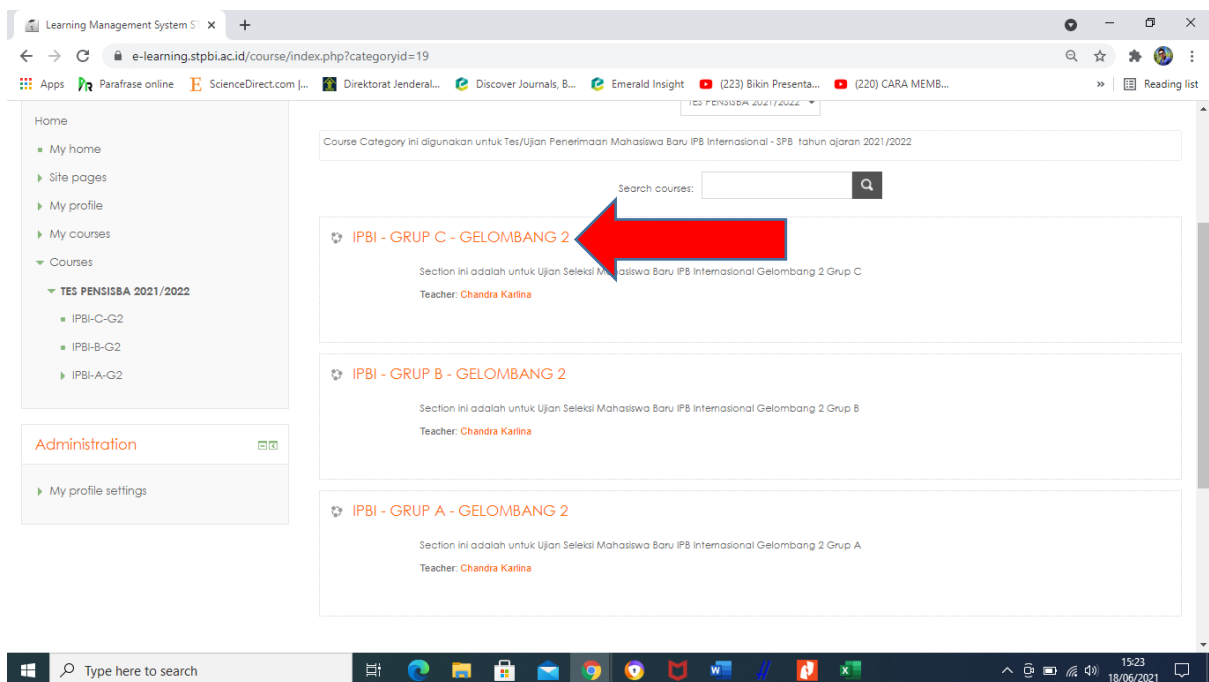 Learning Management System ST
e-learning.stpbi.ac.id/course/index.php?categoryid=19
Apps Parafrase online ScienceDirect.com |... Direktorat Jenderal... Discover Journals, B... Emerald Insight (223) Bikin Presenta... (220) CARA MEMB... » Reading list
TES PENSISBA 2021/2022
Home
My home
Site pages
My profile
My courses
Courses
TES PENSISBA 2021/2022
IPBI-C-G2
IPBI-B-G2
IPBI-A-G2
Administration
My profile settings
Course Category ini digunakan untuk Tes/Ujian Penerimaan Mahasiswa Baru IPB Internasional - SPB tahun ajaran 2021/2022
Search courses:
IPBI - GRUP C - GELOMBANG 2
Section ini adalah untuk Ujian Seleksi Mahasiswa Baru IPB Internasional Gelombang 2 Grup C
Teacher: Chandra Karlina
IPBI - GRUP B - GELOMBANG 2
Section ini adalah untuk Ujian Seleksi Mahasiswa Baru IPB Internasional Gelombang 2 Grup B
Teacher: Chandra Karlina
IPBI - GRUP A - GELOMBANG 2
Section ini adalah untuk Ujian Seleksi Mahasiswa Baru IPB Internasional Gelombang 2 Grup A
Teacher: Chandra Karlina
Type here to search
15:23
18/06/2021